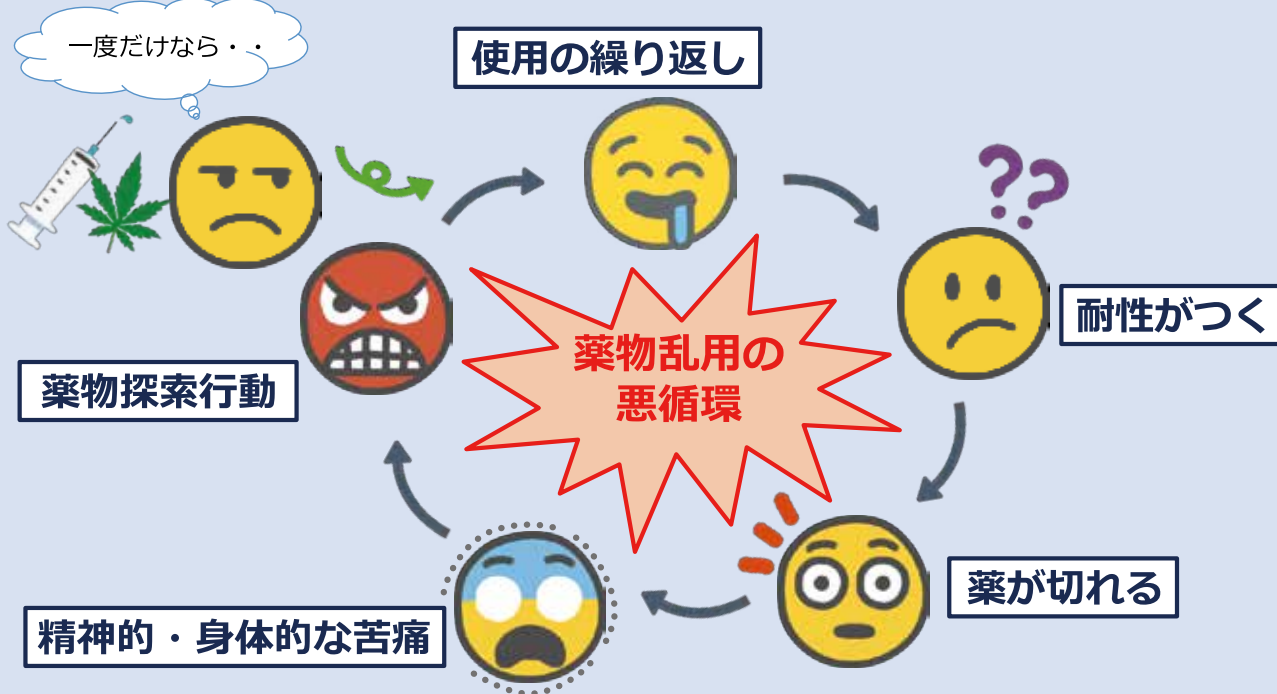 一度だけなら・・
使用の繰り返し
??
耐性がつく
薬物乱用の
悪循環
薬物探索行動
薬が切れる
精神的・身体的な苦痛